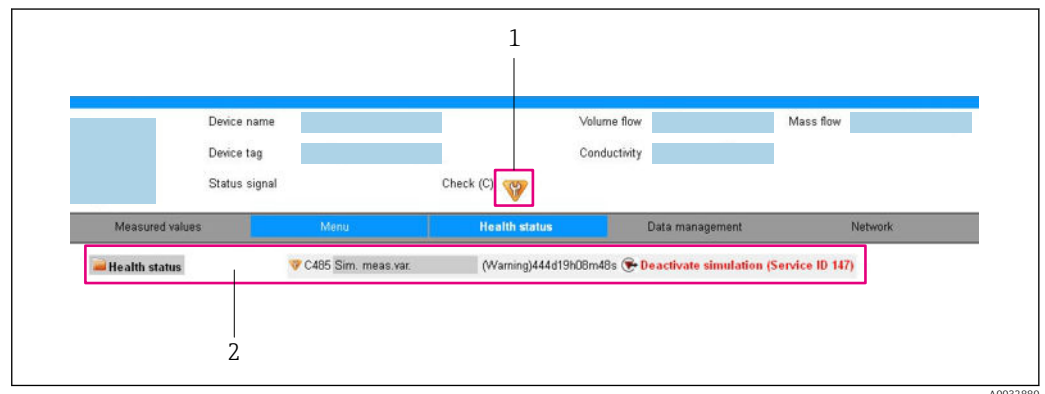 1
Device name
Volume flow
Mass flow
Device tag
Conductivity
Status signal
Check (C)
Measured values
Menu
Health status
Data management
Network
Health status
C485 Sim. meas.var.
(Warning)444d19h08m48s
Deactivate simulation (Service ID 147)
2
A0032880